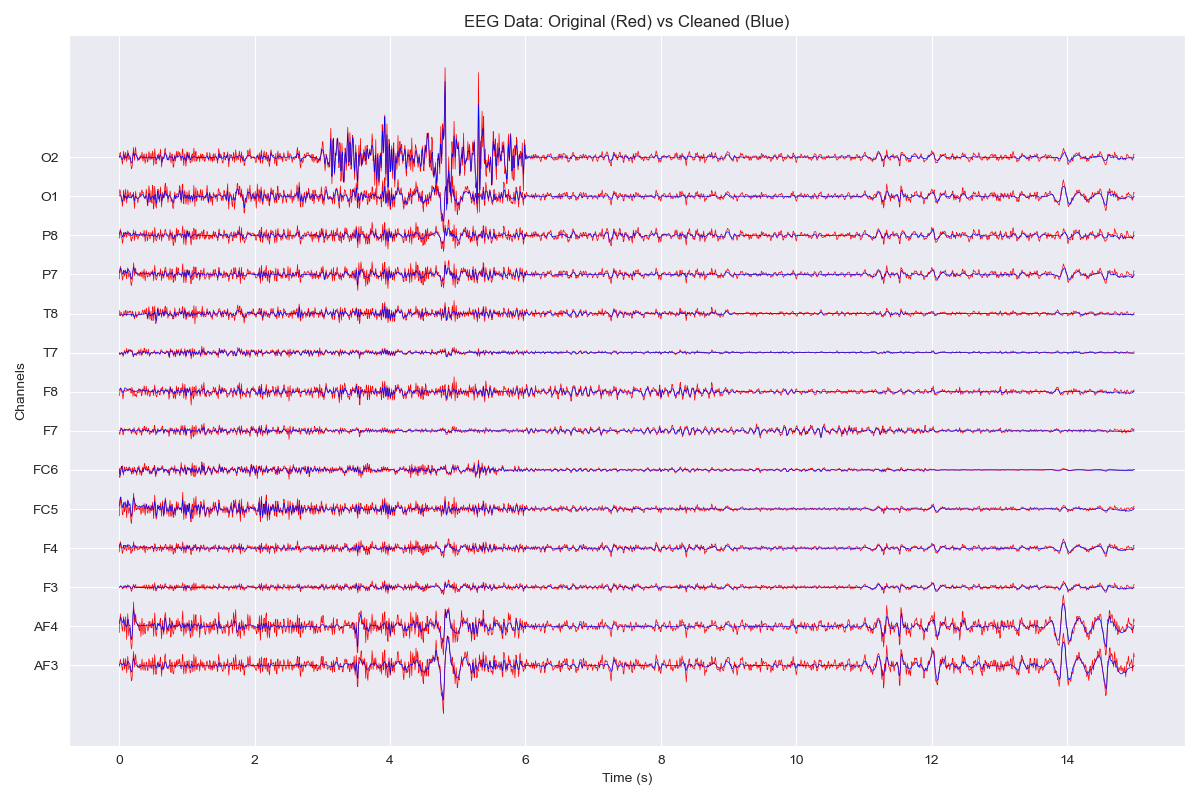 EEG Data: Original (Red) vs Cleaned (Blue)
O2
O1
P8
P7
T8
T7
F8
F7
FC6
FC5
F4
F3
AF4
AF3
Channels
0 2 4 6 8 10 12 14
Time (s)